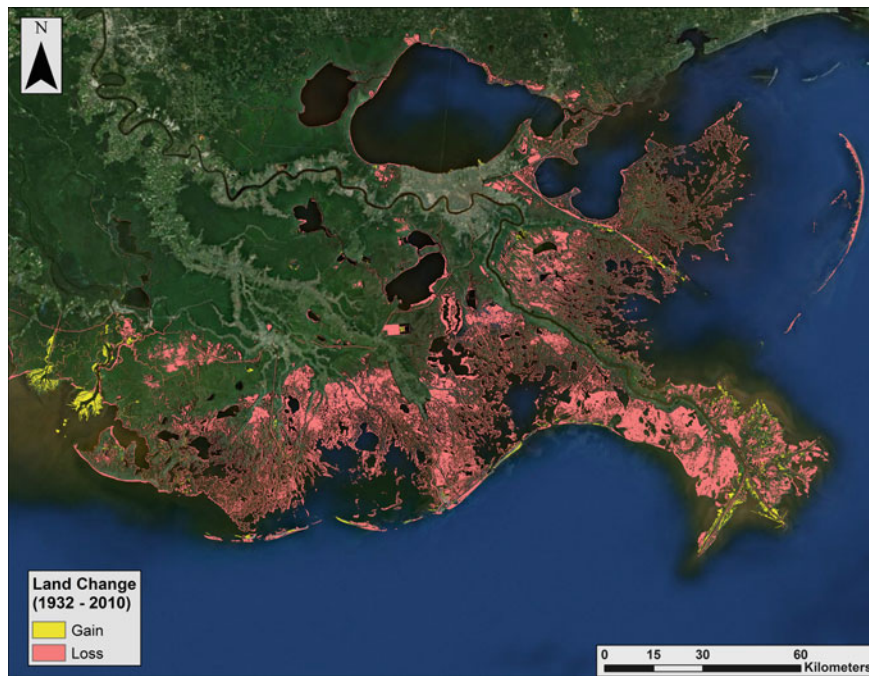 N
Land Change
(1932 - 2010)
Gain
Loss
0 15 30 60
Kilometers